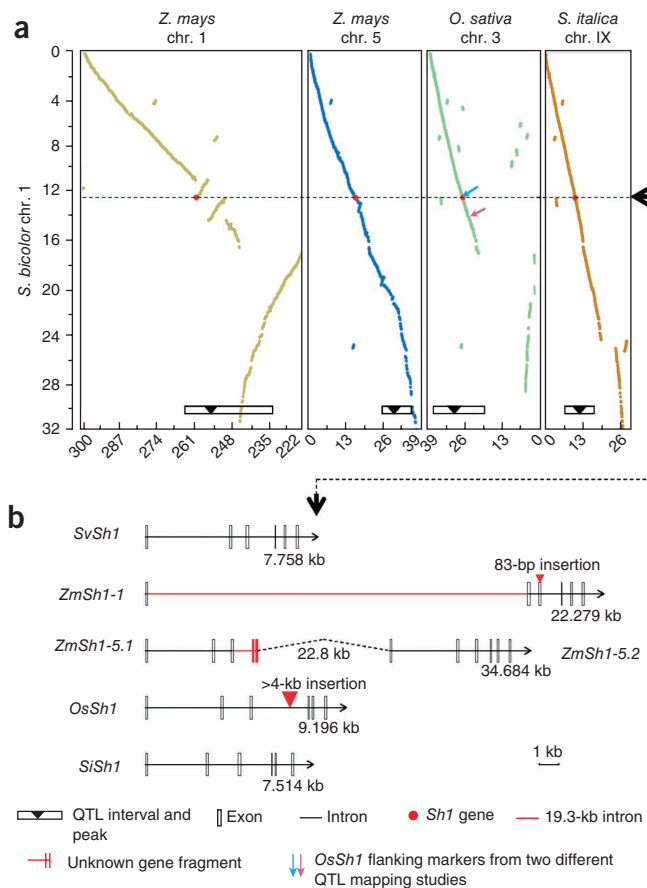 a
Z. mays
chr. 1
Z. mays
chr. 5
O. sativa
chr. 3
S. italica
chr. IX
S. bicolor chr. 1
0
4
8
12
16
20
24
28
32
300
287
274
261
248
235
222
0
13
26
39
39
26
13
0
0
13
26
b
SvSh1
7.758 kb
83-bp insertion
ZmSh1-1
22.279 kb
ZmSh1-5.1
22.8 kb
ZmSh1-5.2
34.684 kb
>4-kb insertion
OsSh1
9.196 kb
SiSh1
7.514 kb
1 kb
QTL interval and
peak
Exon
Intron
Sh1 gene
19.3-kb intron
Unknown gene fragment
OsSh1 flanking markers from two different
QTL mapping studies